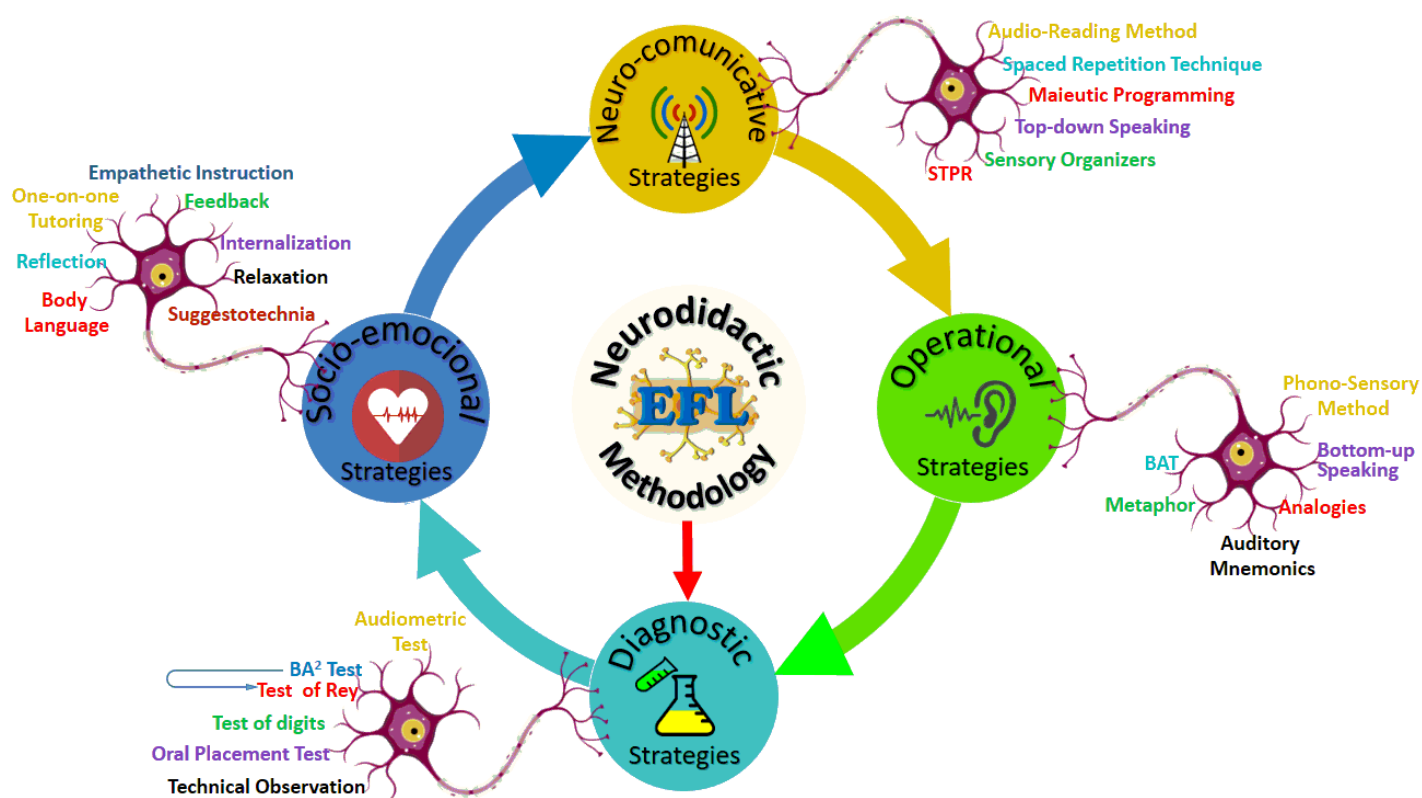 Neuro-comunicative
Strategies
Audio-Reading Method
Spaced Repetition Technique
Maieutic Programming
Top-down Speaking
Sensory Organizers
STPR
Empathetic Instruction
One-on-one
Tutoring
Feedback
Internalization
Reflection
Relaxation
Body
Language
Suggestotechnia
Socio-emocional
Strategies
Neurodidactic
EFL
Methodology
Operational
Strategies
Phono-Sensory
Method
Bottom-up
Speaking
BAT
Metaphor
Analogies
Auditory
Mnemonics
Diagnostic
Strategies
Audiometric
Test
BA² Test
Test of Rey
Test of digits
Oral Placement Test
Technical Observation